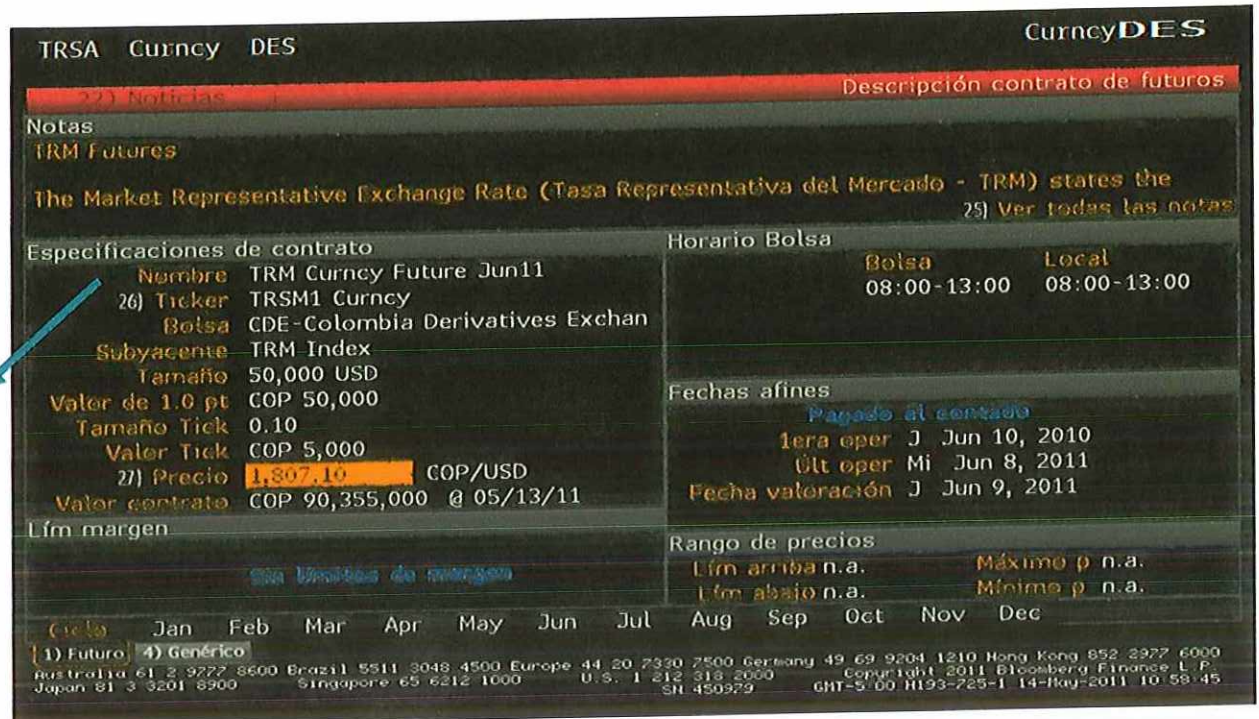 TRSA Curncy DES
CurncyDES
22) Noticias
Descripción contrato de futuros
Notas
TRM Futures
The Market Representative Exchange Rate (Tasa Representativa del Mercado - TRM) states the
25) Ver todas las notas
Especificaciones de contrato
Nombre TRM Curncy Future Jun11
26) Ticker TRSM1 Curncy
Bolsa CDE-Colombia Derivatives Exchan
Subyacente TRM Index
Tamaño 50,000 USD
Valor de 1.0 pt COP 50,000
Tamaño Tick 0.10
Valor Tick COP 5,000
27) Precio 1,807.10 COP/USD
Valor contrato COP 90,355,000 @ 05/13/11
Lím margen
Sin límites de margen
Horario Bolsa
Bolsa Local
08:00-13:00 08:00-13:00
Fechas afines
Pagado al contado
1era oper J Jun 10, 2010
Últ oper Mi Jun 8, 2011
Fecha valoración J Jun 9, 2011
Rango de precios
Lím arriba n.a. Máximo p n.a.
Lím abajo n.a. Mínimo p n.a.
Ciclo Jan Feb Mar Apr May Jun Jul Aug Sep Oct Nov Dec
1) Futuro 4) Genérico
Australia 61 2 9777 8600 Brazil 5511 3048 4500 Europe 44 20 7330 7500 Germany 49 69 9204 1210 Hong Kong 852 2977 6000
Japan 81 3 3201 8900 Singapore 65 6212 1000 U.S. 1 212 318 2000 Copyright 2011 Bloomberg Finance L.P.
SN 450979 GMT-5:00 H193-725-1 14-May-2011 10:58:45